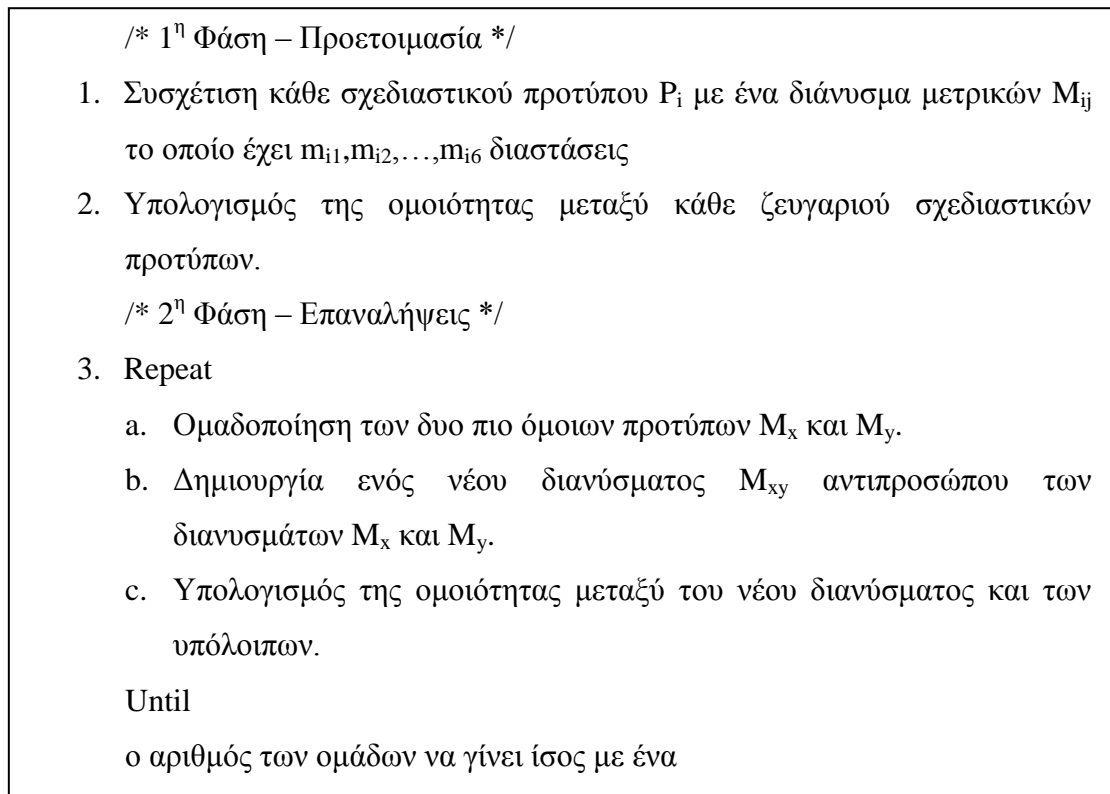 /* 1η Φάση – Προετοιμασία */
1. Συσχέτιση κάθε σχεδιαστικού προτύπου Pi με ένα διάνυσμα μετρικών Mij
το οποίο έχει mi1,mi2,…,mi6 διαστάσεις
2. Υπολογισμός της ομοιότητας μεταξύ κάθε ζευγαριού σχεδιαστικών
προτύπων.
/* 2η Φάση – Επαναλήψεις */
3. Repeat
a. Ομαδοποίηση των δυο πιο όμοιων προτύπων Mx και My.
b. Δημιουργία ενός νέου διανύσματος Mxy αντιπροσώπου των
διανυσμάτων Mx και My.
c. Υπολογισμός της ομοιότητας μεταξύ του νέου διανύσματος και των
υπόλοιπων.
Until
ο αριθμός των ομάδων να γίνει ίσος με ένα